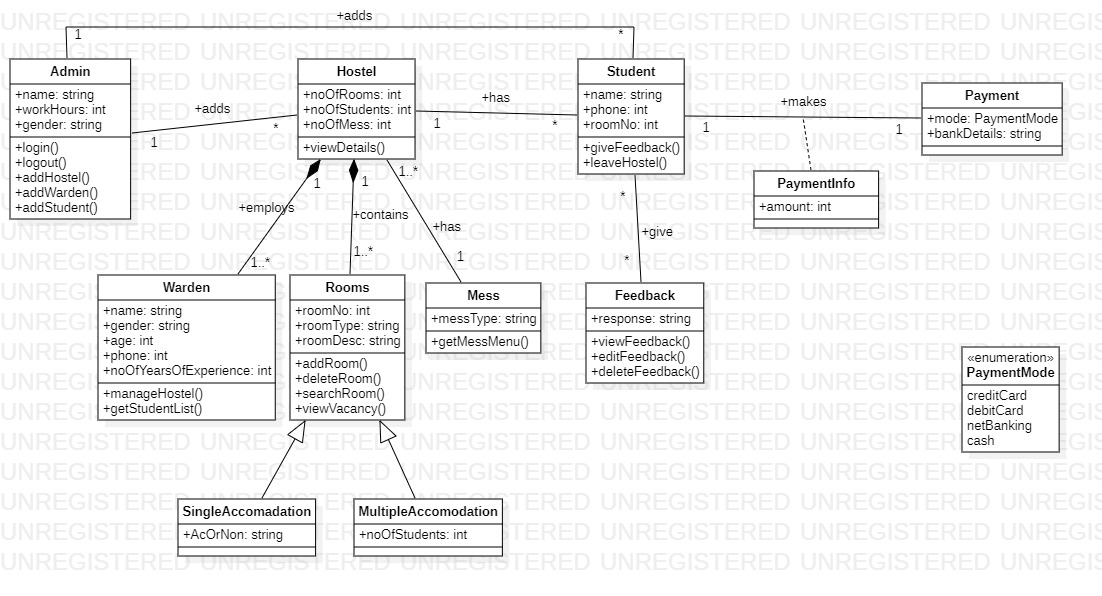 +adds
1
*
Admin
+name: string
+workHours: int
+gender: string
+login()
+logout()
+addHostel()
+addWarden()
+addStudent()
+adds
1
*
Hostel
+noOfRooms: int
+noOfStudents: int
+noOfMess: int
+viewDetails()
+has
1
*
Student
+name: string
+phone: int
+roomNo: int
+giveFeedback()
+leaveHostel()
+makes
1
1
Payment
+mode: PaymentMode
+bankDetails: string
PaymentInfo
+amount: int
1
+employs
1..*
1
+contains
1..*
1..*
+has
1
*
+give
*
Warden
+name: string
+gender: string
+age: int
+phone: int
+noOfYearsOfExperience: int
+manageHostel()
+getStudentList()
Rooms
+roomNo: int
+roomType: string
+roomDesc: string
+addRoom()
+deleteRoom()
+searchRoom()
+viewVacancy()
Mess
+messType: string
+getMessMenu()
Feedback
+response: string
+viewFeedback()
+editFeedback()
+deleteFeedback()
«enumeration»
PaymentMode
creditCard
debitCard
netBanking
cash
SingleAccomadation
+AcOrNon: string
MultipleAccomodation
+noOfStudents: int
UNREGISTERED